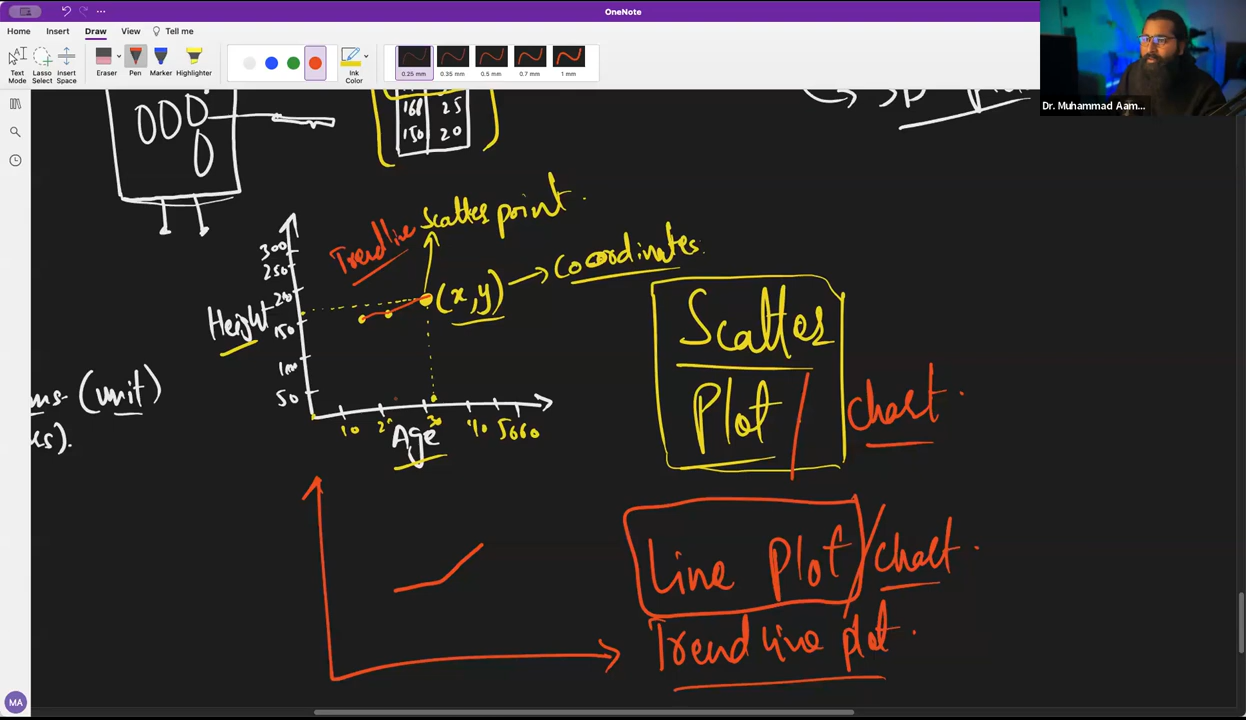 OneNote
Home Insert Draw View Tell me
Text Mode
Lasso Select
Insert Space
Eraser
Pen
Marker
Highlighter
Ink Color
0.25 mm
0.35 mm
0.5 mm
0.7 mm
1 mm
Dr. Muhammad Aam...
168 25
150 20
Scatter point.
Trendline
(x,y) → Coordinates.
Height
300
250
200
150
100
50
10 20 30 40 50 60
Age
(unit)
Scatter
Plot / chart.
Line Plot / chart.
Trend line plot.
MA